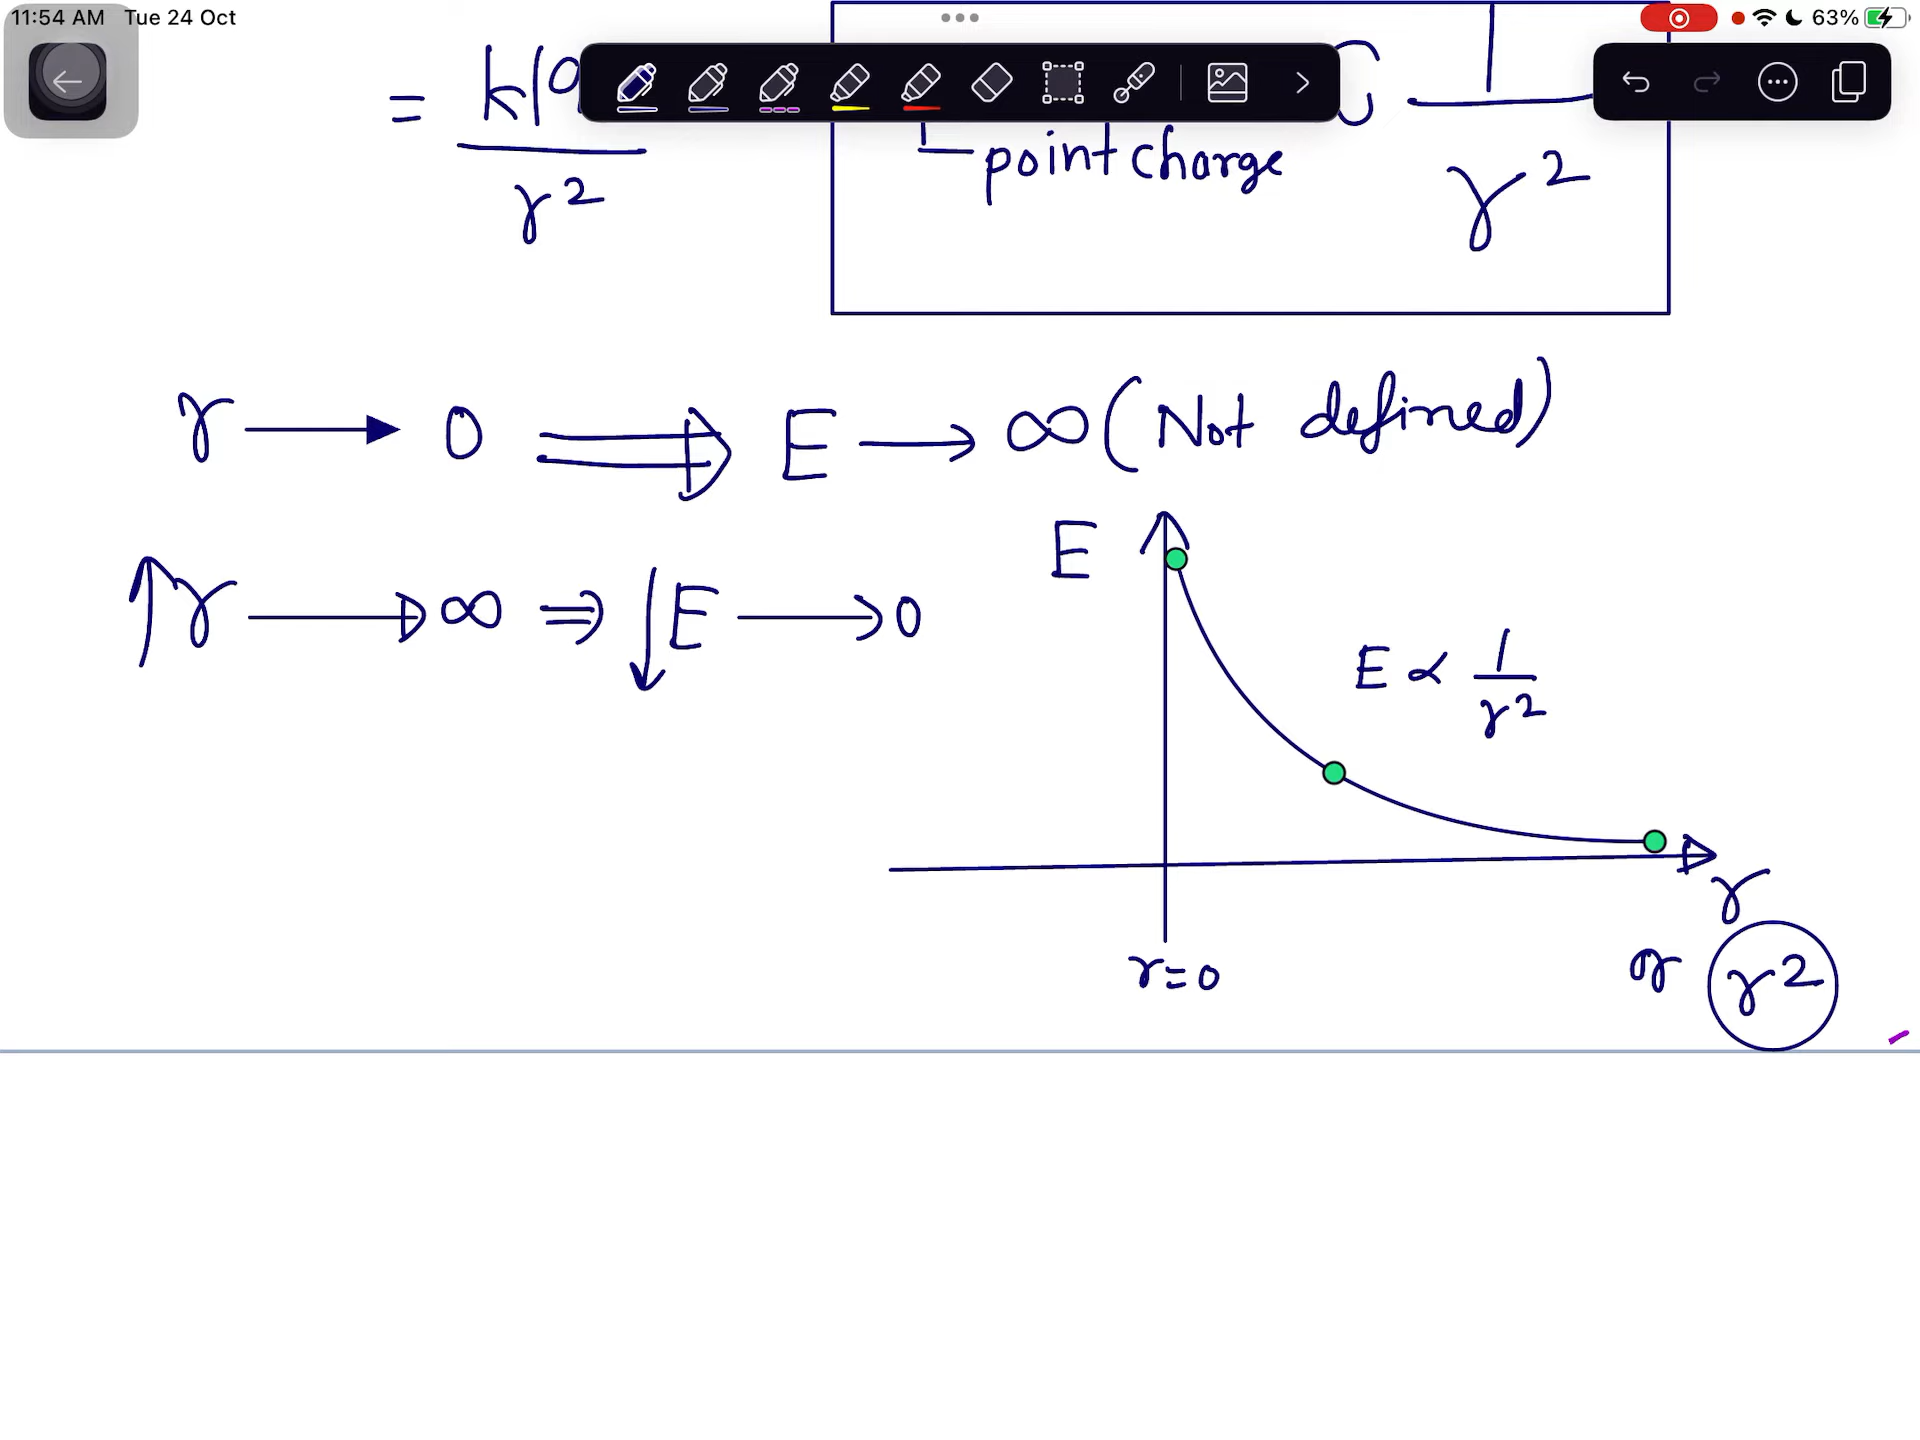 11:54 AM Tue 24 Oct
63%
= k|
r²
1
r²
point charge
r → 0 ⇒ E → ∞ (Not defined)
↑r → ∞ ⇒ ↓E → 0
E
E ∝ 1
r²
r
r=0
or r²